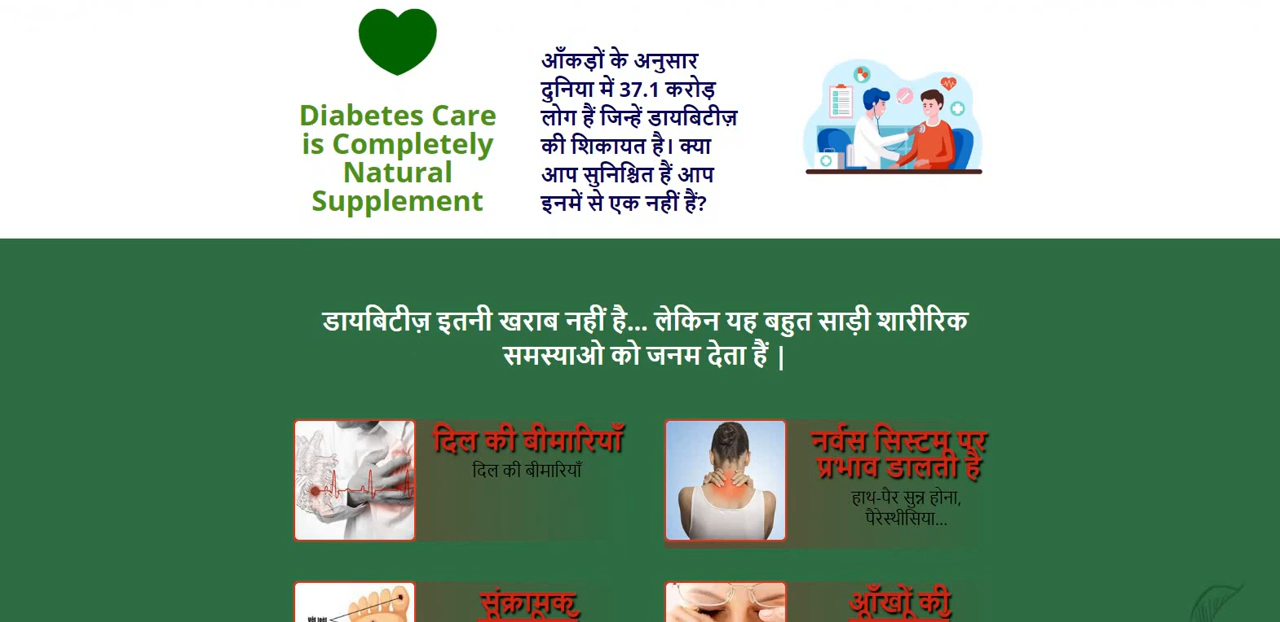 Diabetes Care
is Completely
Natural
Supplement
आँकड़ों के अनुसार
दुनिया में 37.1 करोड़
लोग हैं जिन्हें डायबिटीज़
की शिकायत है। क्या
आप सुनिश्चित हैं आप
इनमें से एक नहीं हैं?
डायबिटीज़ इतनी खराब नहीं है... लेकिन यह बहुत साड़ी शारीरिक
समस्याओ को जनम देता हैं |
दिल की बीमारियाँ
दिल की बीमारियाँ
नर्वस सिस्टम पर
प्रभाव डालती है
हाथ-पैर सुन्न होना,
पैरेस्थीसिया...
संक्रामक
आँखों की